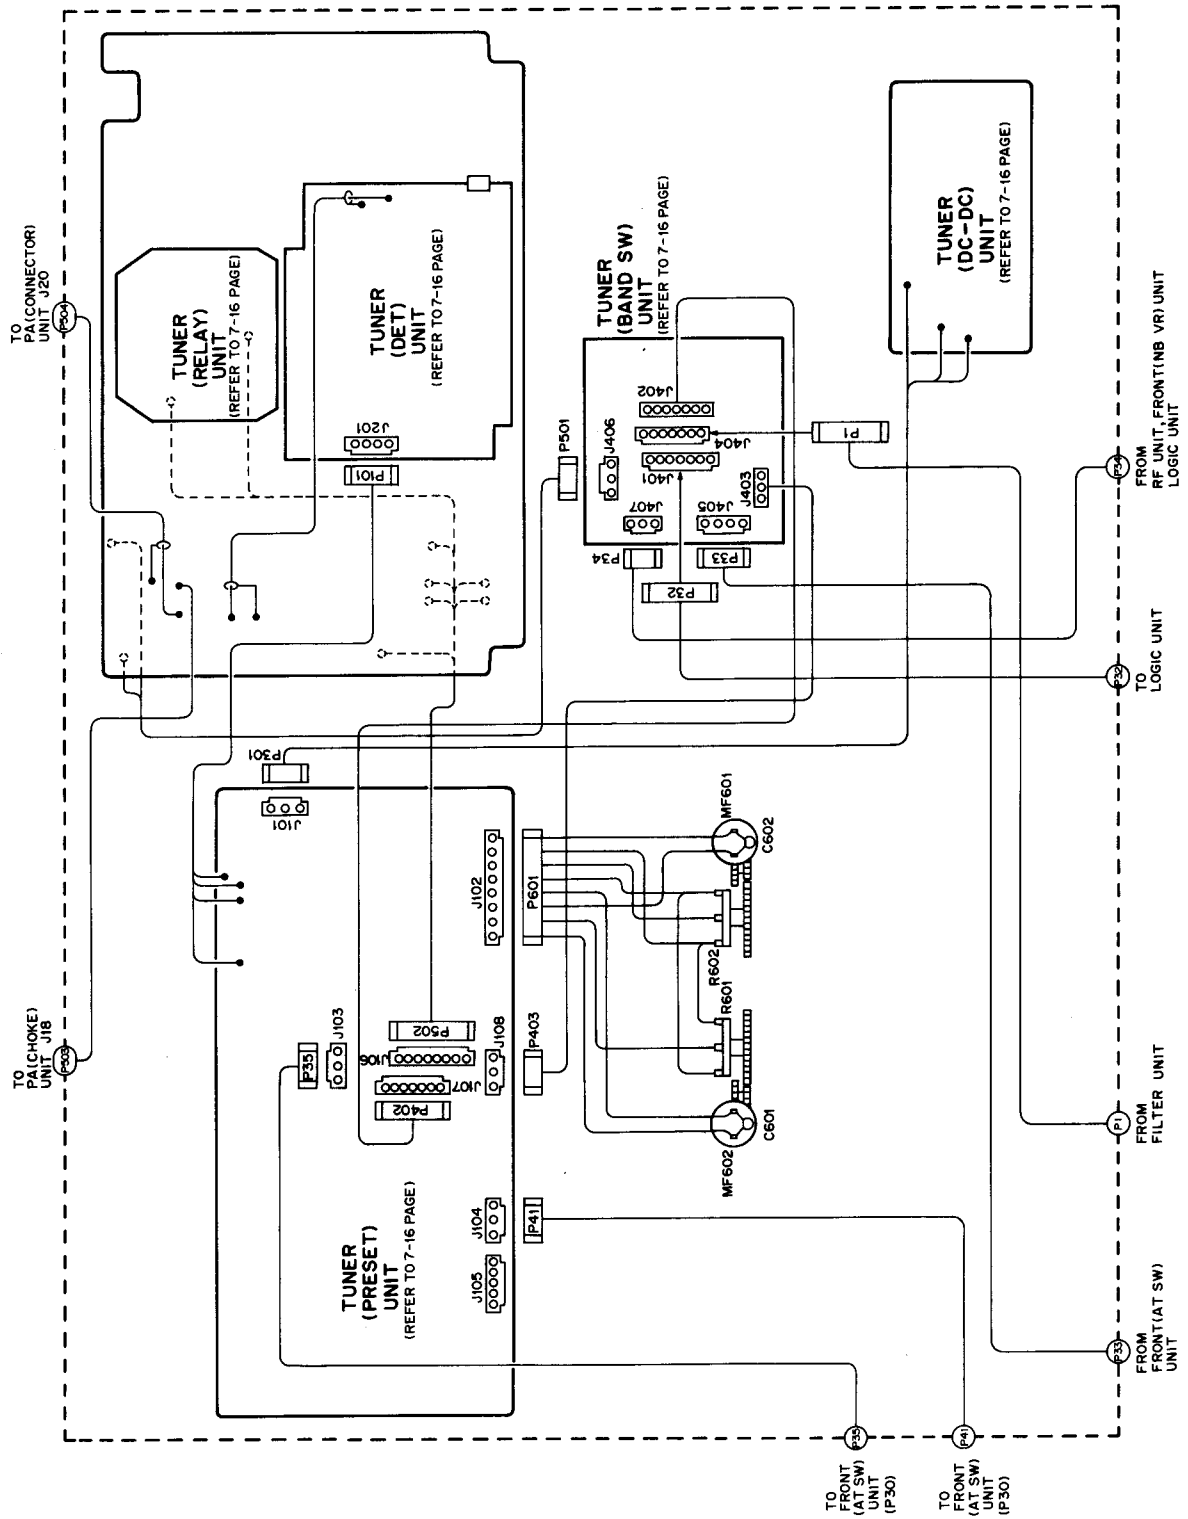 TO
PA(CONNECTOR)
UNIT J20
P504
TUNER
(RELAY)
UNIT
(REFER TO 7-16 PAGE)
TUNER
(DET)
UNIT
(REFER TO 7-16 PAGE)
J201
P101
TUNER
(BAND SW)
UNIT
(REFER TO 7-16 PAGE)
P501
J406
J402
J404
J401
J407
J405
J403
P34
P33
P32
P1
TUNER
(DC-DC)
UNIT
(REFER TO 7-16 PAGE)
P34
FROM
RF UNIT, FRONT(NB VR) UNIT
LOGIC UNIT
P32
TO
LOGIC UNIT
TO
PA(CHOKE)
UNIT J18
P503
P301
J101
J102
P601
MF601
C602
R602
R601
MF602
C601
P35
J103
P502
J106
J107
P402
J108
P403
TUNER
(PRESET)
UNIT
(REFER TO 7-16 PAGE)
J104
P41
J105
P1
FROM
FILTER UNIT
P33
FROM
FRONT(AT SW)
UNIT
P35
TO
FRONT
(AT SW)
UNIT
(P30)
P41
TO
FRONT
(AT SW)
UNIT
(P30)